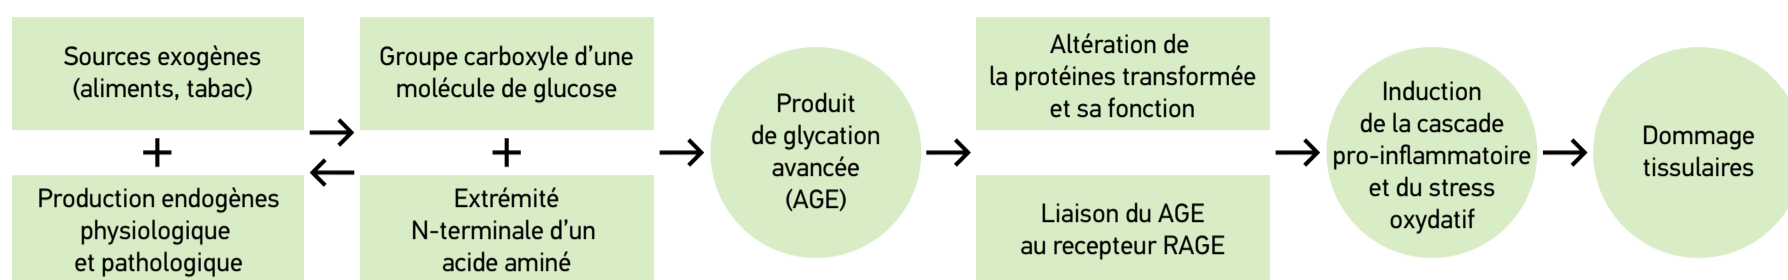 Sources exogènes
(aliments, tabac)
+
Production endogènes
physiologique
et pathologique
Groupe carboxyle d’une
molécule de glucose
+
Extrémité
N-terminale d’un
acide aminé
Produit
de glycation
avancée
(AGE)
Altération de
la protéines transformée
et sa fonction
Liaison du AGE
au recepteur RAGE
Induction
de la cascade
pro-inflammatoire
et du stress
oxydatif
Dommage
tissulaires